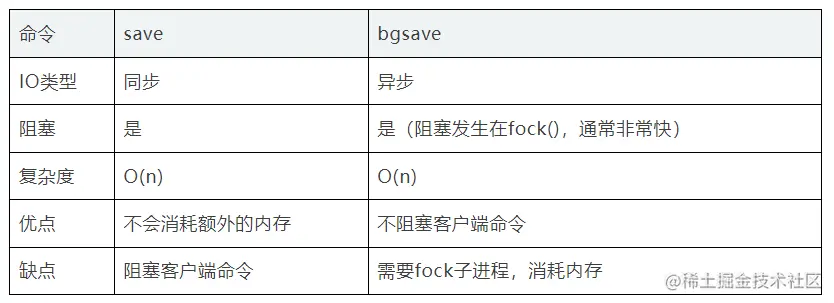 命令 save bgsave
IO类型 同步 异步
阻塞 是 是（阻塞发生在fock()，通常非常快）
复杂度 O(n) O(n)
优点 不会消耗额外的内存 不阻塞客户端命令
缺点 阻塞客户端命令 需要fock子进程，消耗内存
@稀土掘金技术社区